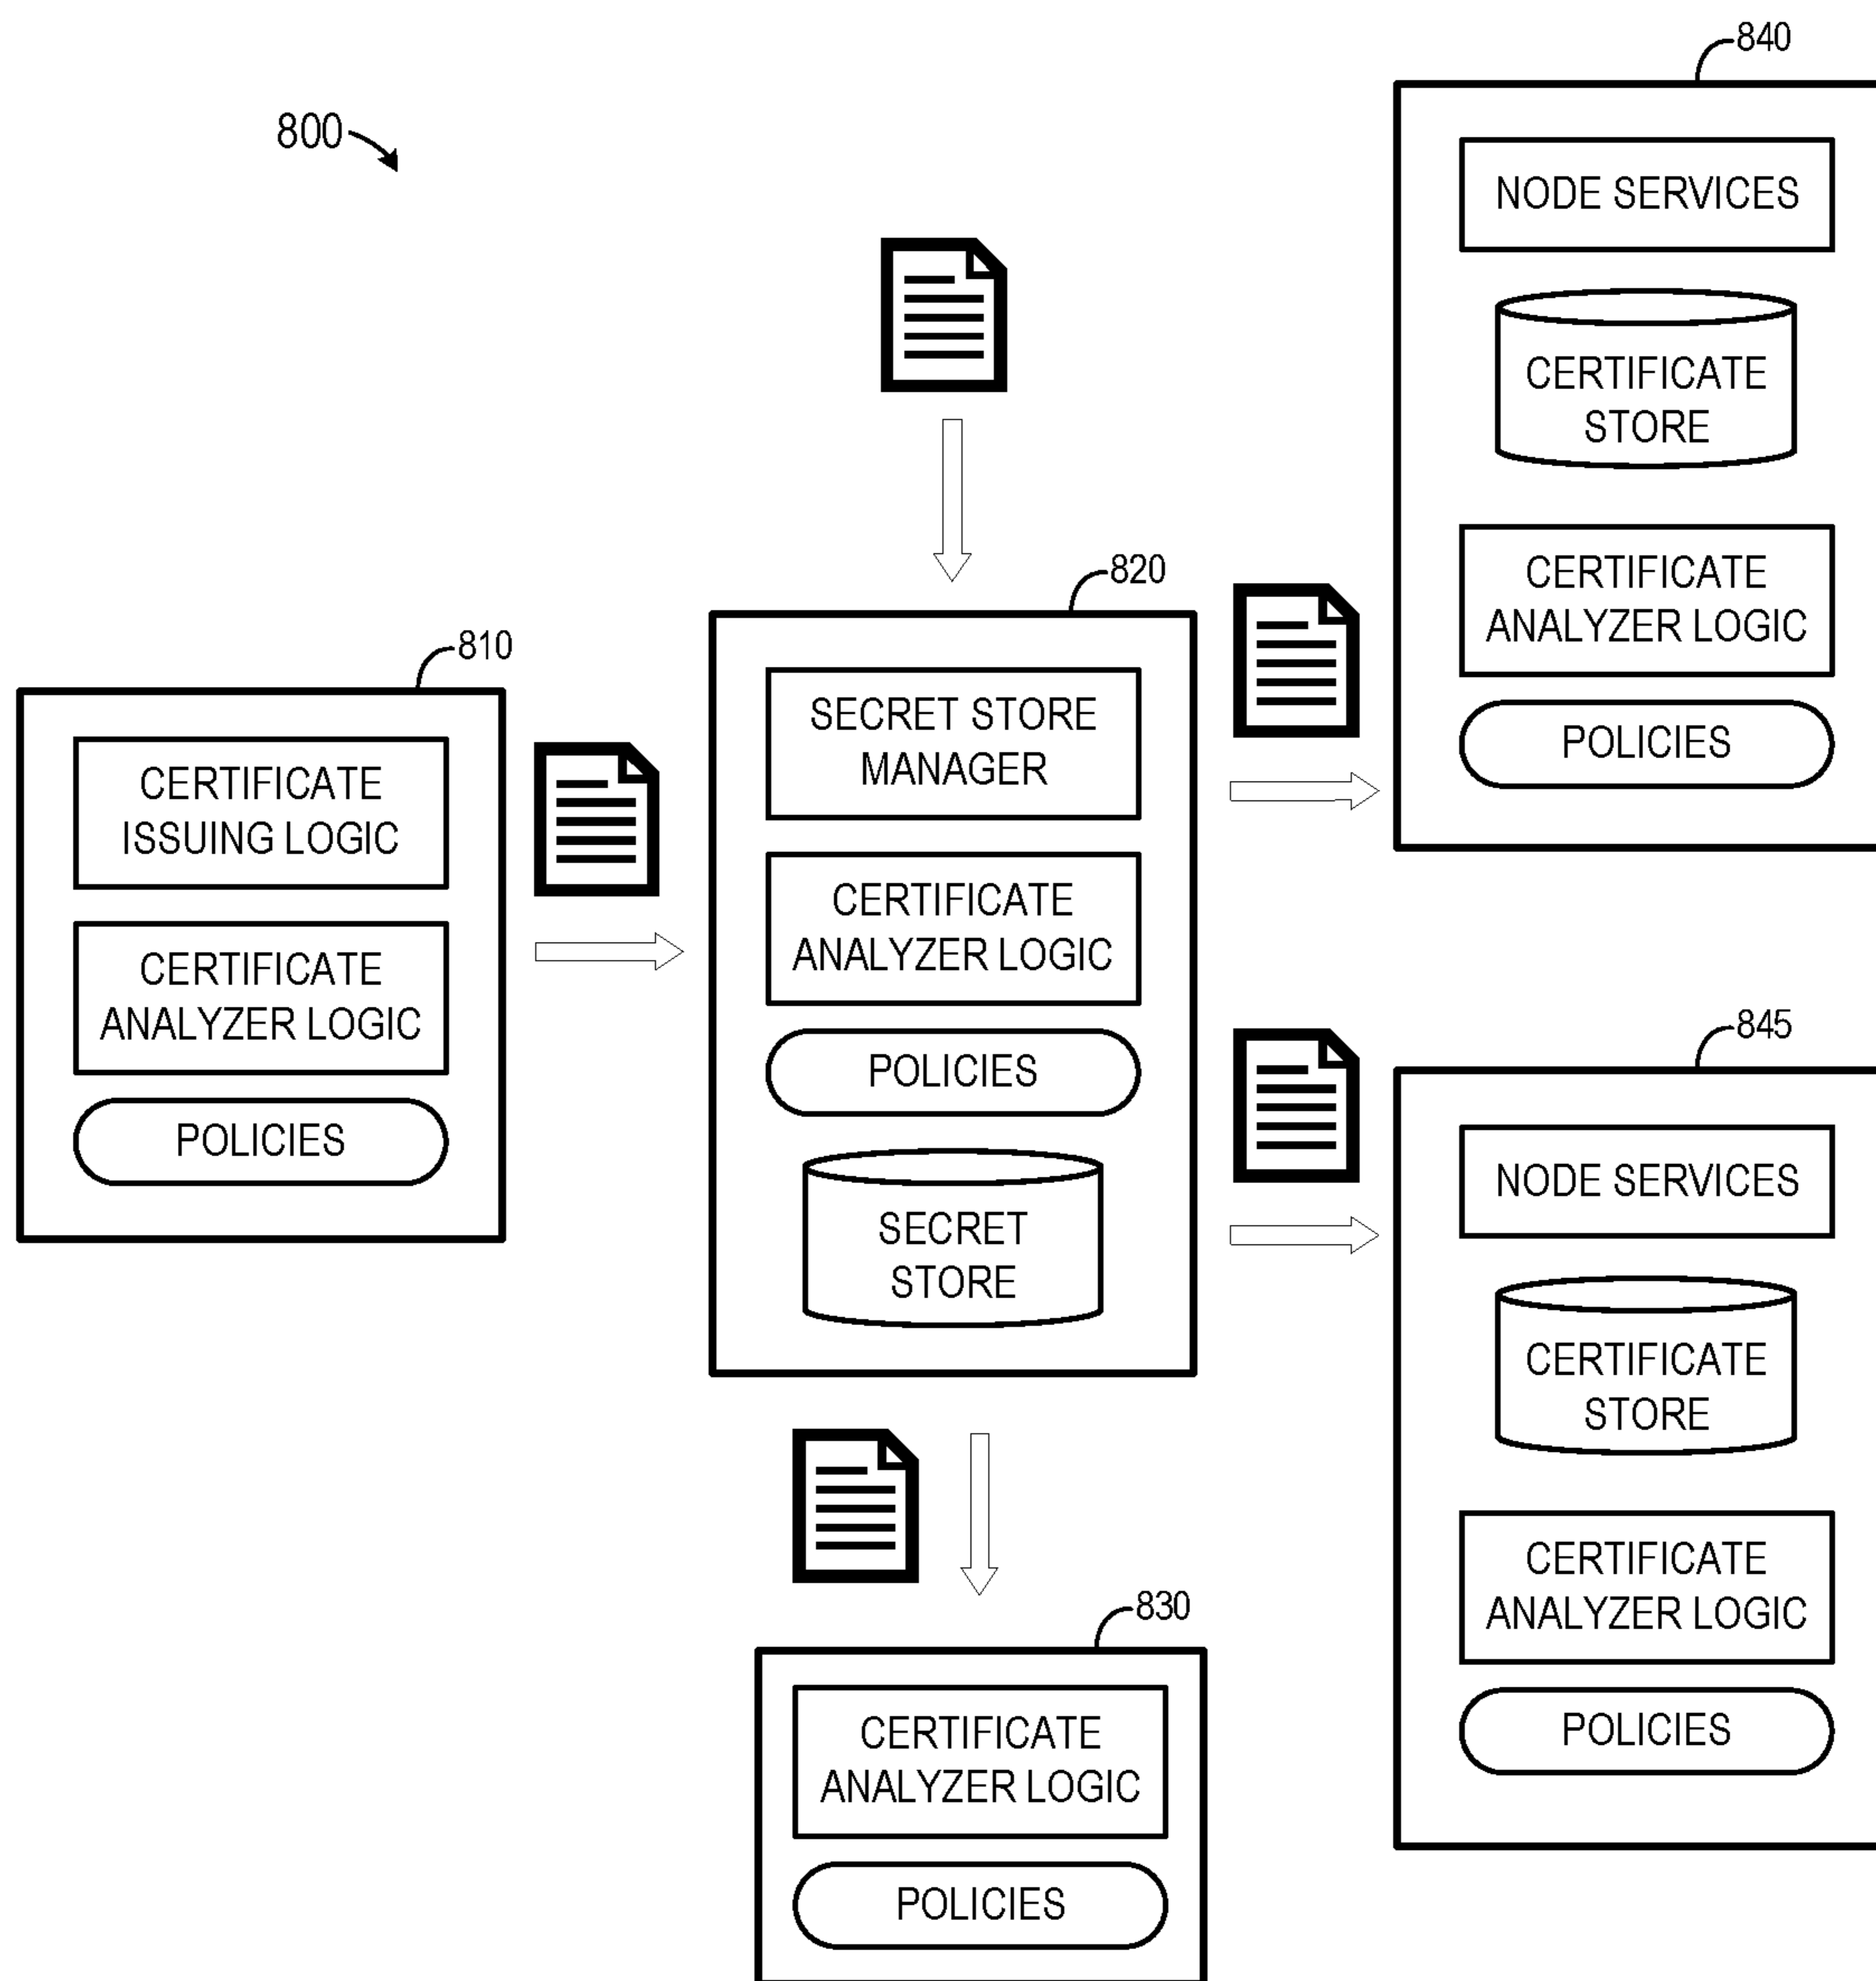 800
810
CERTIFICATE
ISSUING LOGIC
CERTIFICATE
ANALYZER LOGIC
POLICIES
820
SECRET STORE
MANAGER
CERTIFICATE
ANALYZER LOGIC
POLICIES
SECRET
STORE
830
CERTIFICATE
ANALYZER LOGIC
POLICIES
840
NODE SERVICES
CERTIFICATE
STORE
CERTIFICATE
ANALYZER LOGIC
POLICIES
845
NODE SERVICES
CERTIFICATE
STORE
CERTIFICATE
ANALYZER LOGIC
POLICIES